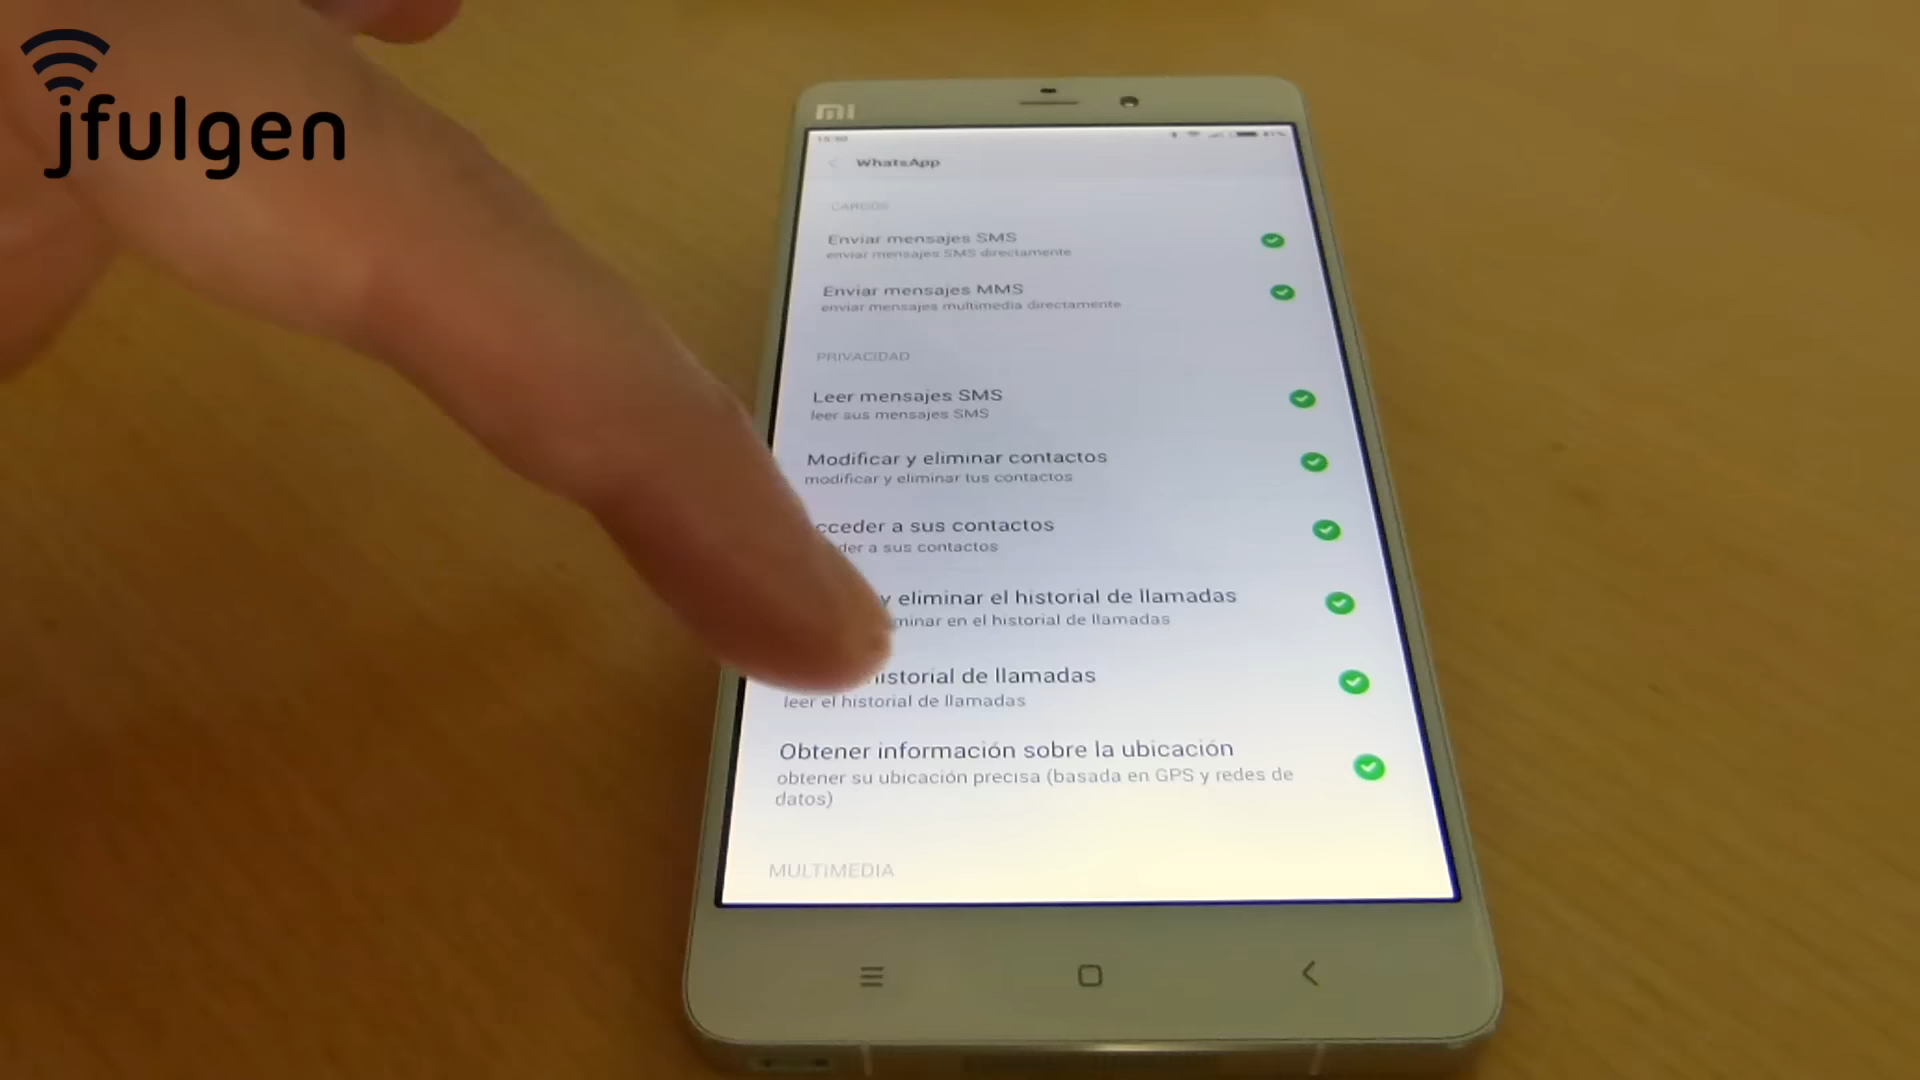 jfulgen
MI
WhatsApp
CARGOS
Enviar mensajes SMS
enviar mensajes SMS directamente
Enviar mensajes MMS
enviar mensajes multimedia directamente
PRIVACIDAD
Leer mensajes SMS
leer sus mensajes SMS
Modificar y eliminar contactos
modificar y eliminar tus contactos
cceder a sus contactos
der a sus contactos
y eliminar el historial de llamadas
minar en el historial de llamadas
istorial de llamadas
leer el historial de llamadas
Obtener información sobre la ubicación
obtener su ubicación precisa (basada en GPS y redes de
datos)
MULTIMEDIA